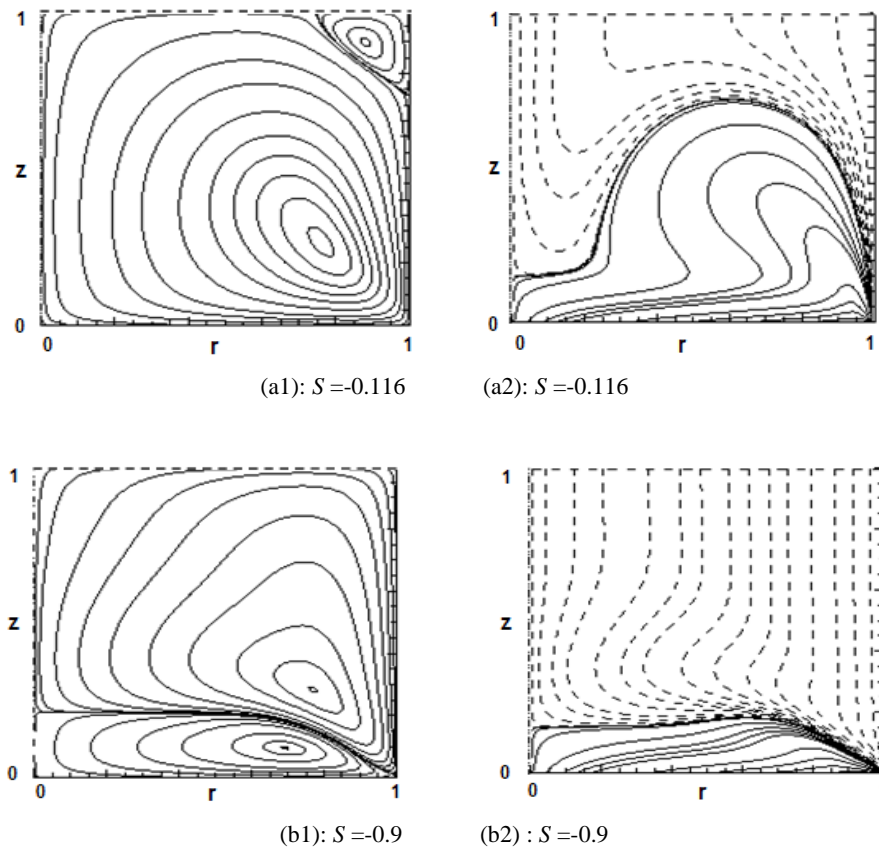 1 1
z z
0 0
0 r 1 0 r 1
(a1): S =-0.116 (a2): S =-0.116
1 1
z z
0 0
0 r 1 0 r 1
(b1): S =-0.9 (b2) : S =-0.9